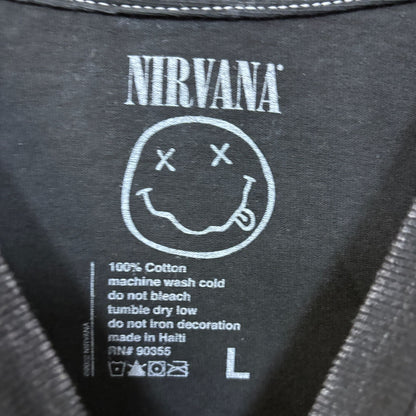 NIRVANA®
100% Cotton
machine wash cold
do not bleach
tumble dry low
do not iron decoration
made in Haiti
RN# 90355
L